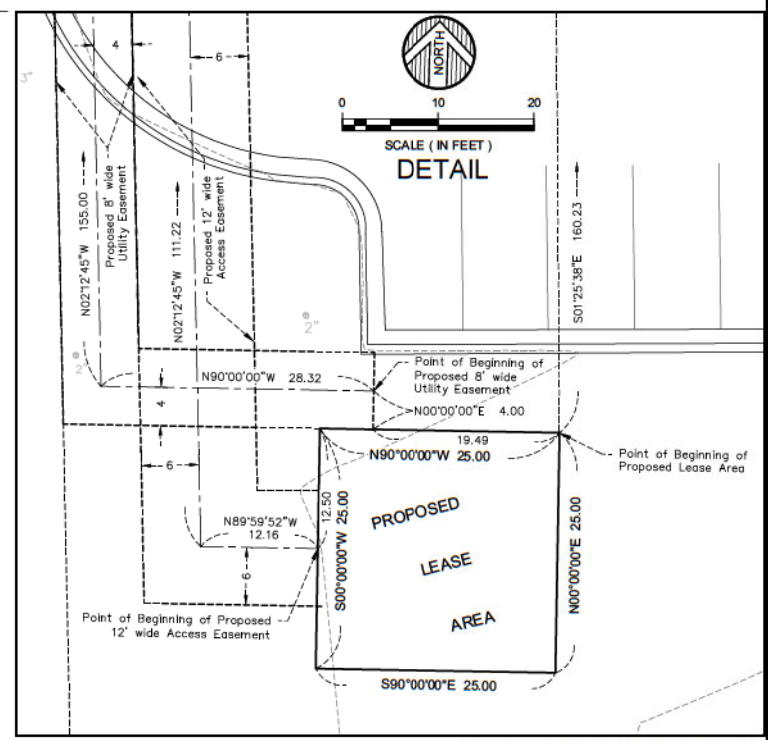 NORTH
0 10 20
SCALE ( IN FEET )
DETAIL
4
6
3"
N02°12'45"W 155.00
Proposed 8' wide
Utility Easement
N02°12'45"W 111.22
Proposed 12' wide
Access Easement
S01°25'38"E 160.23
2"
2"
N90°00'00"W 28.32
4
Point of Beginning of
Proposed 8' wide
Utility Easement
N00°00'00"E 4.00
19.49
N90°00'00"W 25.00
Point of Beginning of
Proposed Lease Area
6
N89°59'52"W
12.16
6
12.50
S00°00'00"W 25.00
PROPOSED
LEASE
AREA
N00°00'00"E 25.00
Point of Beginning of Proposed
12' wide Access Easement
S90°00'00"E 25.00